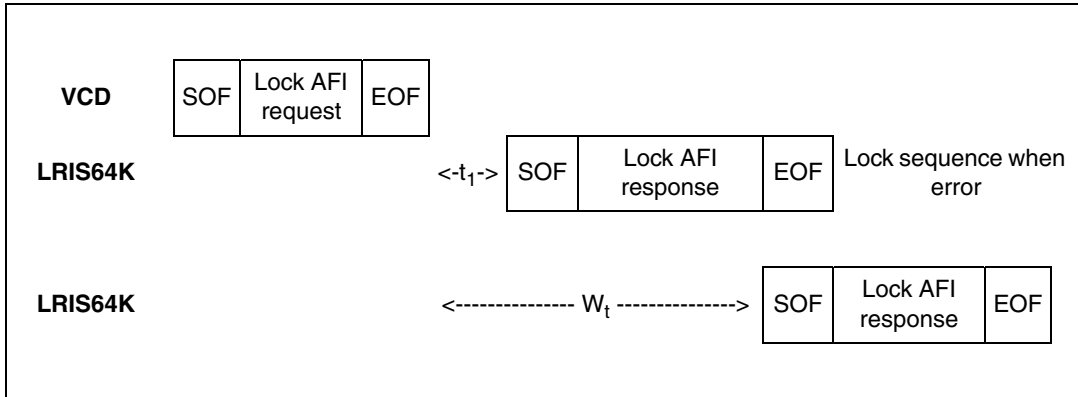 VCD SOF Lock AFI request EOF
LRIS64K <-t₁-> SOF Lock AFI response EOF Lock sequence when error
LRIS64K <--------------- Wₜ ---------------> SOF Lock AFI response EOF